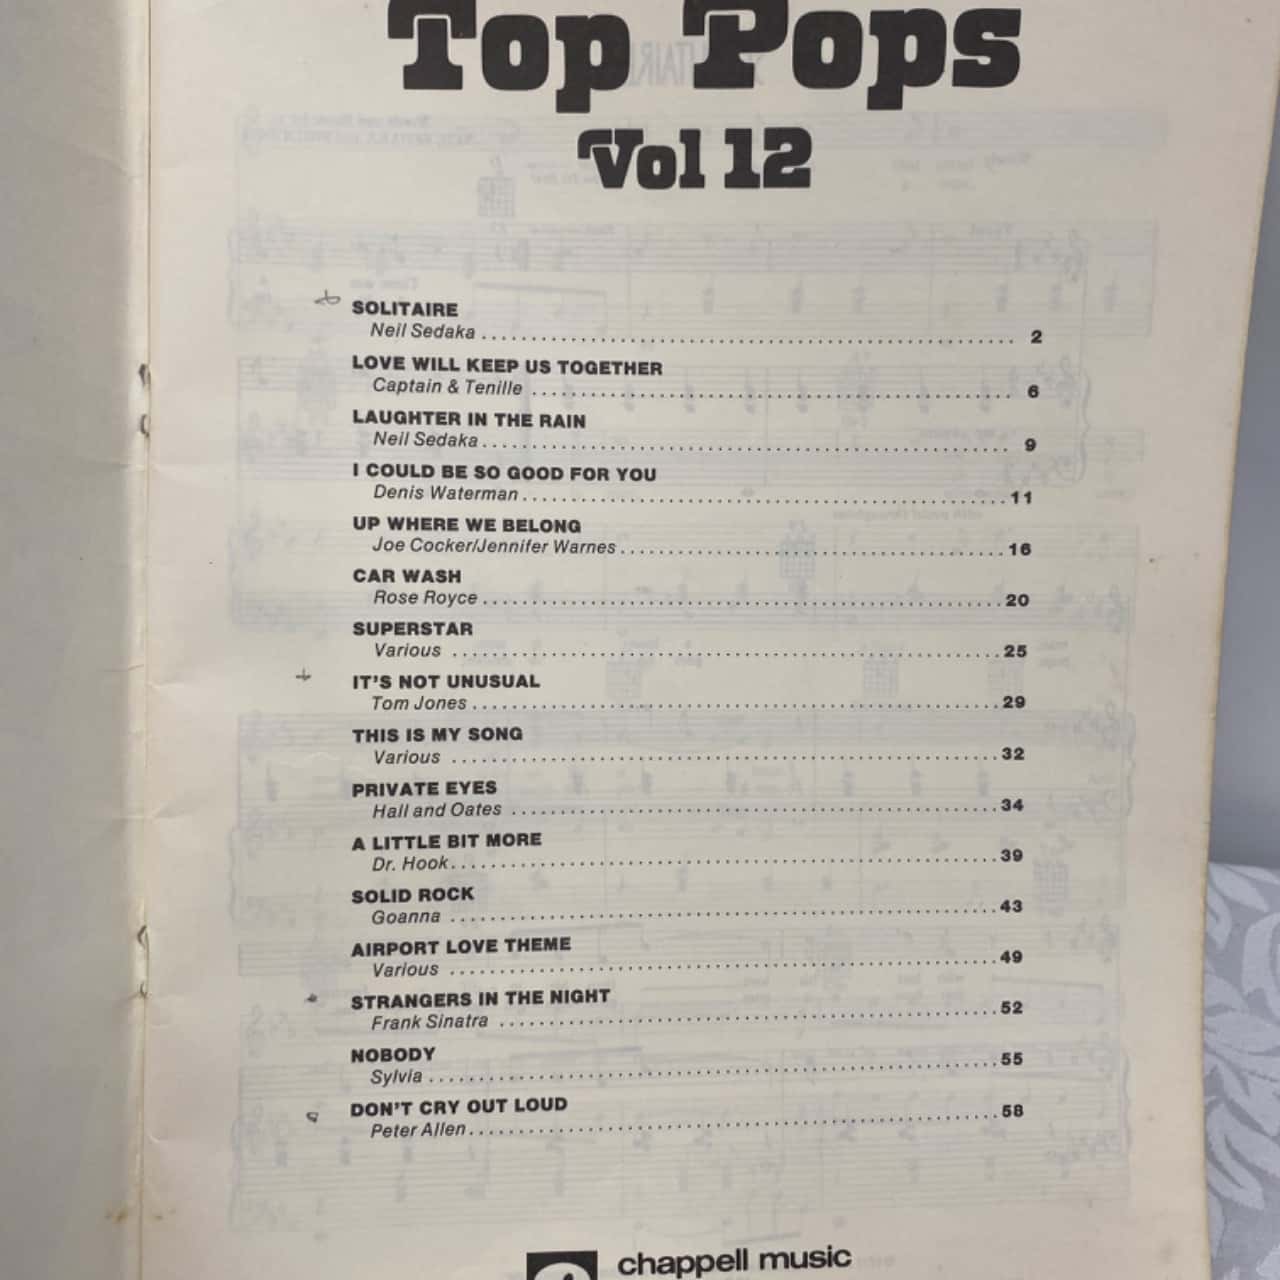 Top Pops
Vol 12
SOLITAIRE
Neil Sedaka .......... 2
LOVE WILL KEEP US TOGETHER
Captain & Tenille .......... 6
LAUGHTER IN THE RAIN
Neil Sedaka .......... 9
I COULD BE SO GOOD FOR YOU
Denis Waterman .......... 11
UP WHERE WE BELONG
Joe Cocker/Jennifer Warnes .......... 16
CAR WASH
Rose Royce .......... 20
SUPERSTAR
Various .......... 25
IT'S NOT UNUSUAL
Tom Jones .......... 29
THIS IS MY SONG
Various .......... 32
PRIVATE EYES
Hall and Oates .......... 34
A LITTLE BIT MORE
Dr. Hook .......... 39
SOLID ROCK
Goanna .......... 43
AIRPORT LOVE THEME
Various .......... 49
STRANGERS IN THE NIGHT
Frank Sinatra .......... 52
NOBODY
Sylvia .......... 55
DON'T CRY OUT LOUD
Peter Allen .......... 58
chappell music